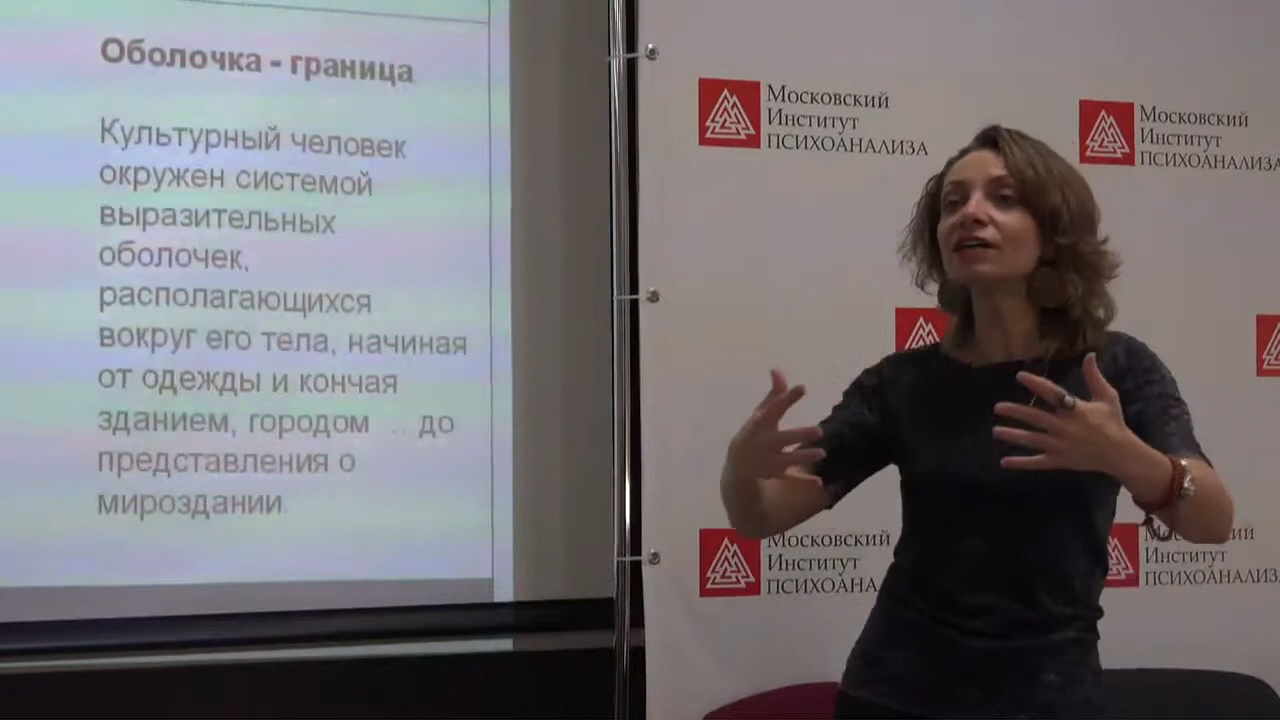 Оболочка - граница
Культурный человек
окружен системой
выразительных
оболочек,
располагающихся
вокруг его тела, начиная
от одежды и кончая
зданием, городом .. до
представления о
мироздании.
Московский
Институт
ПСИХОАНАЛИЗА
Московский
Институт
ПСИХОАНАЛИЗА
Московский
Институт
ПСИХОАНА
Московский
Институт
ПСИХОАНАЛИЗА